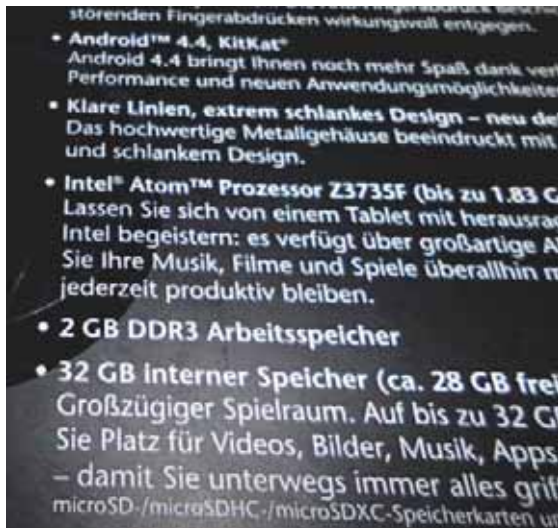 störenden Fingerabdrücken wirkungsvoll entgegen.
• Android™ 4.4, KitKat®
Android 4.4 bringt Ihnen noch mehr Spaß dank
Performance und neuen
• Klare Linien, extrem schlankes Design – neu
Das hochwertige Metallgehäuse beeindruckt mit
und schlankem Design.
• Intel® Atom™ Prozessor Z3735F (bis zu 1.83
Lassen Sie sich von einem Tablet mit
Intel begeistern: es verfügt über großartige
Sie Ihre Musik, Filme und Spiele überallhin
jederzeit produktiv bleiben.
• 2 GB DDR3 Arbeitsspeicher
• 32 GB interner Speicher (ca. 28 GB
Großzügiger Spielraum. Auf bis zu 32
Sie Platz für Videos, Bilder, Musik, Apps
– damit Sie unterwegs immer alles
microSD-/microSDHC-/microSDXC-Speicherkarten